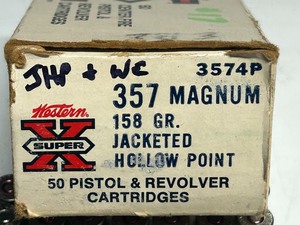 JHP + WC
3574P
Western
SUPER
X
357 MAGNUM
158 GR.
JACKETED
HOLLOW POINT
50 PISTOL & REVOLVER
CARTRIDGES